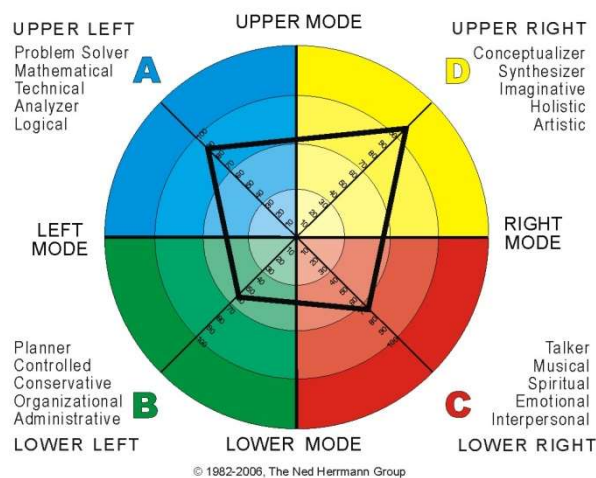 UPPER MODE
UPPER LEFT
Problem Solver
Mathematical
Technical
Analyzer
Logical
A
UPPER RIGHT
Conceptualizer
Synthesizer
Imaginative
Holistic
Artistic
D
LEFT
MODE
RIGHT
MODE
Planner
Controlled
Conservative
Organizational
Administrative
B
LOWER LEFT
Talker
Musical
Spiritual
Emotional
Interpersonal
C
LOWER RIGHT
LOWER MODE
© 1982-2006, The Ned Herrmann Group